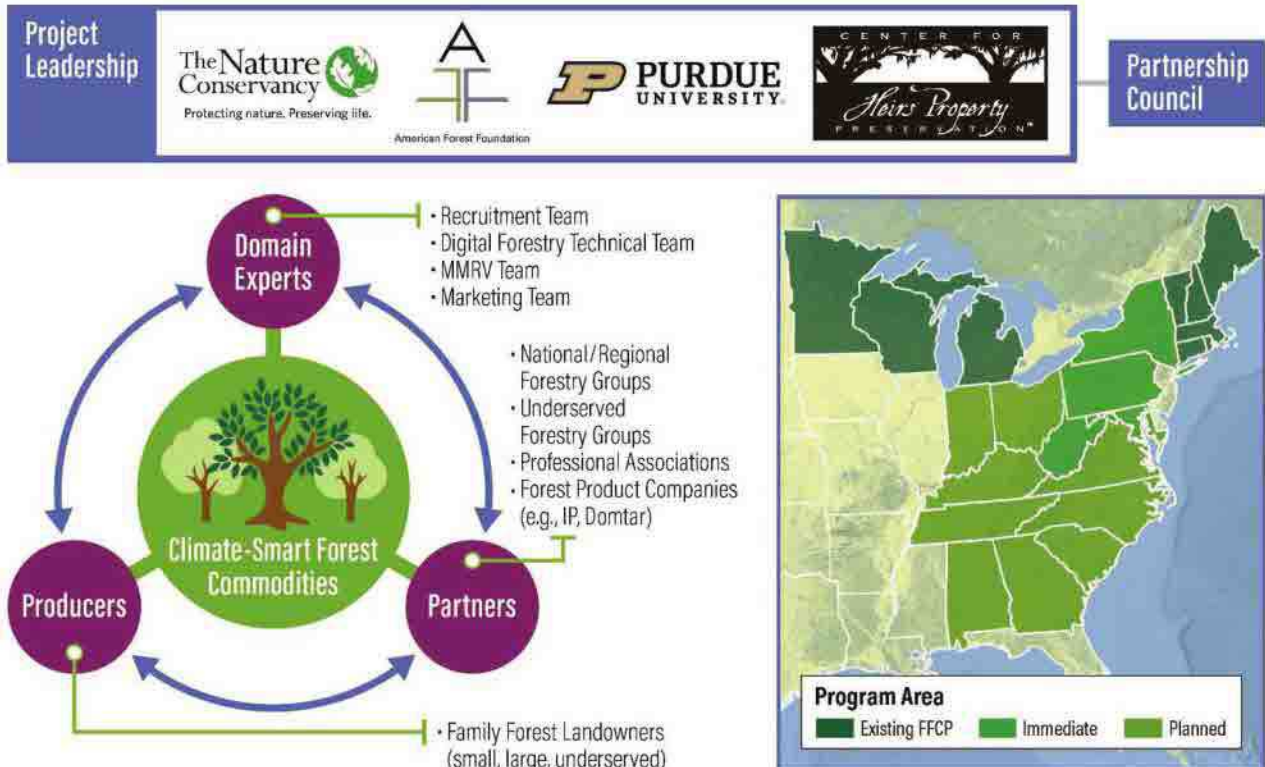 Project
Leadership
The Nature
Conservancy
Protecting nature. Preserving life.
A
American Forest Foundation
P PURDUE
UNIVERSITY®
CENTER FOR
Heirs Property
PRESERVATION®
Partnership
Council
Domain
Experts
• Recruitment Team
• Digital Forestry Technical Team
• MMRV Team
• Marketing Team
• National/Regional
Forestry Groups
• Underserved
Forestry Groups
• Professional Associations
• Forest Product Companies
(e.g., IP, Domtar)
Climate-Smart Forest
Commodities
Producers
Partners
• Family Forest Landowners
(small, large, underserved)
Program Area
Existing FFCP
Immediate
Planned